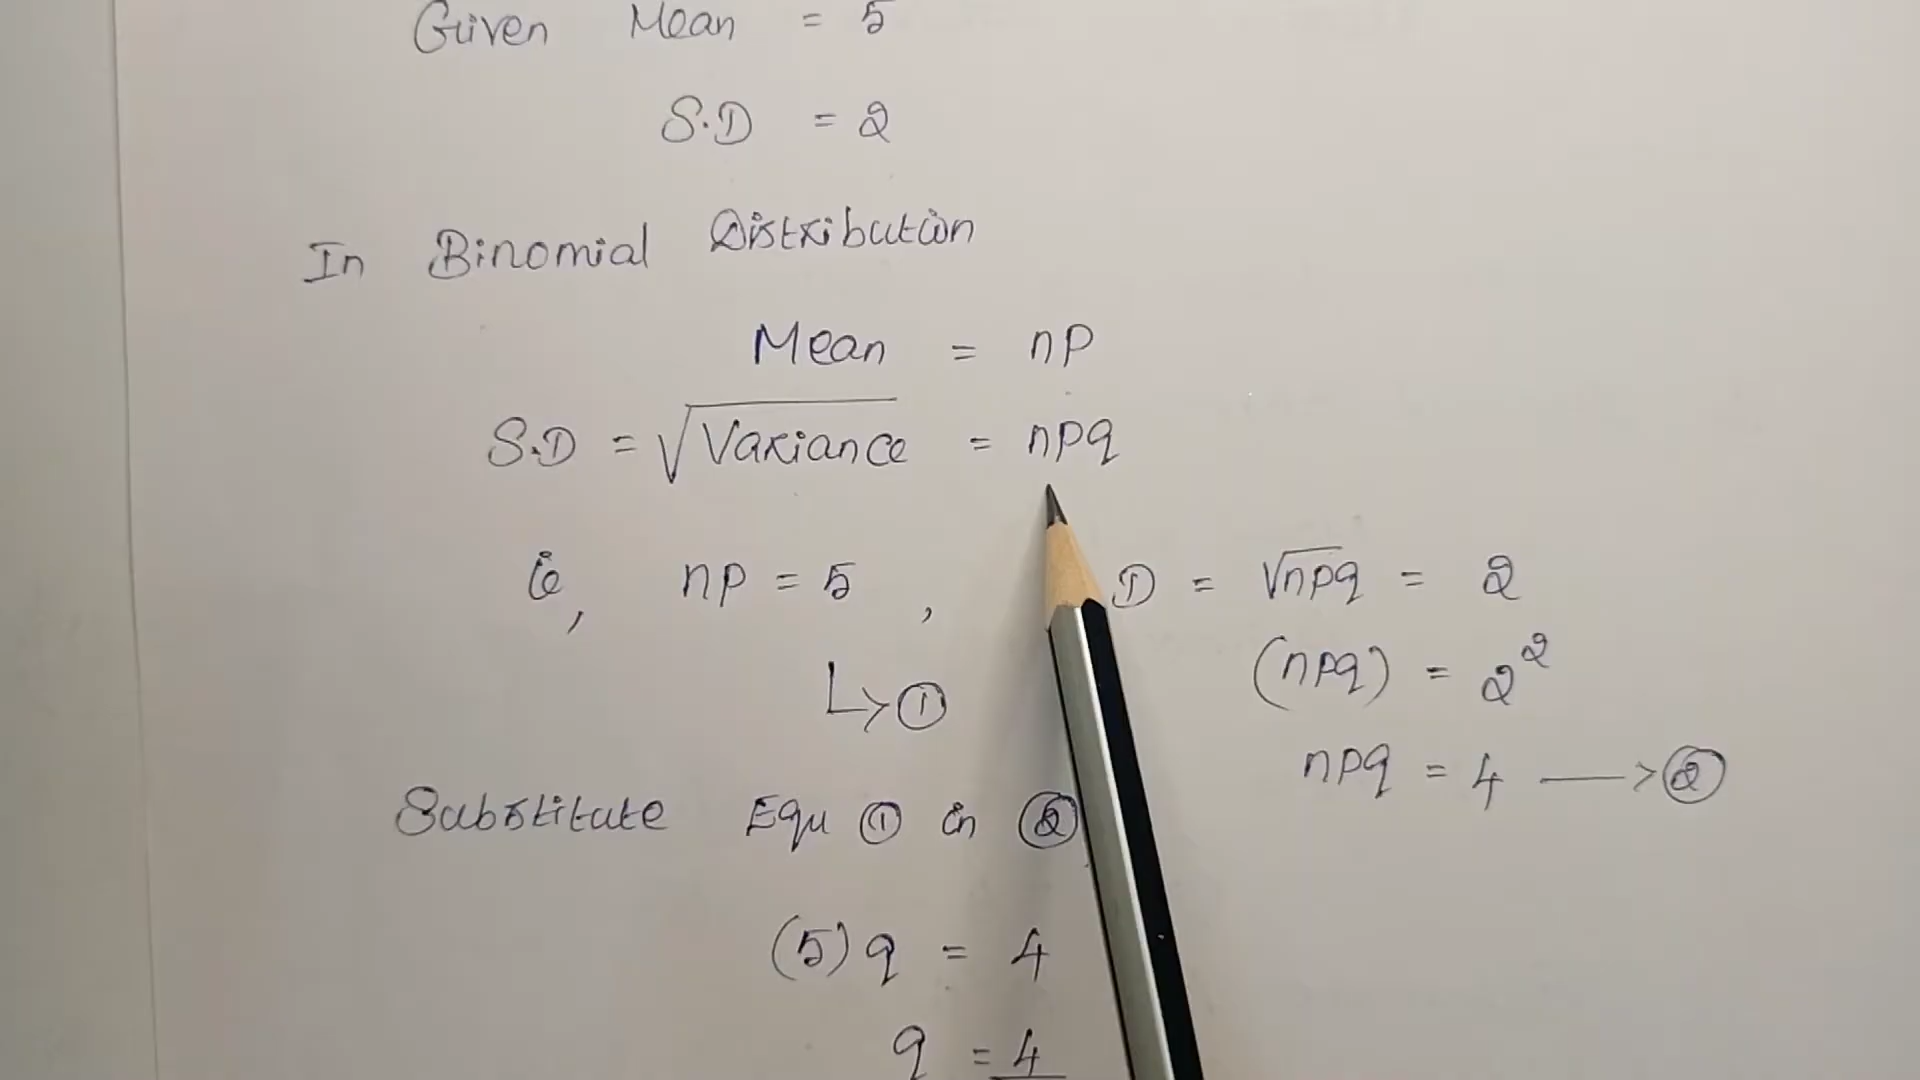 Given Mean = 5
S.D = 2
In Binomial Distribution
Mean = np
S.D = √Variance = npq
ie, np = 5 , D = √npq = 2
(npq) = 2²
↳ ①
npq = 4 —> ②
Substitute Equ ① in ②
(5) q = 4
q = 4